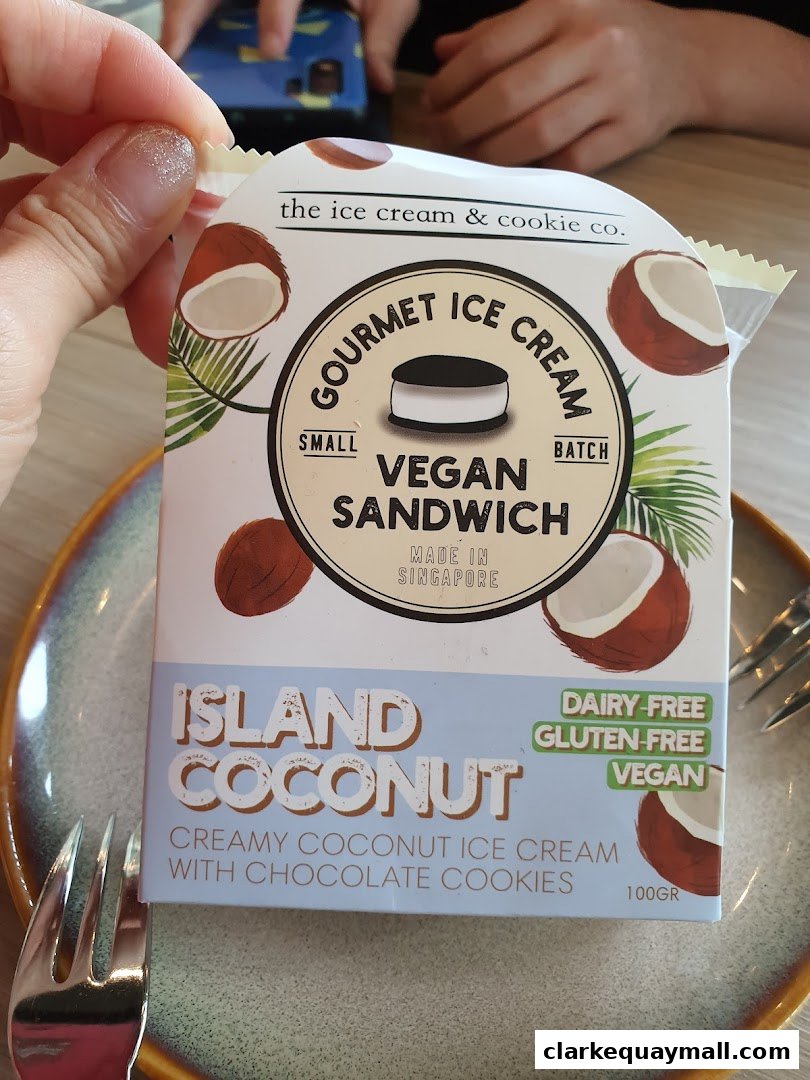 the ice cream & cookie co.
GOURMET ICE CREAM
SMALL
BATCH
VEGAN
SANDWICH
MADE IN
SINGAPORE
ISLAND
COCONUT
DAIRY-FREE
GLUTEN-FREE
VEGAN
CREAMY COCONUT ICE CREAM
WITH CHOCOLATE COOKIES
100GR
clarkequaymall.com